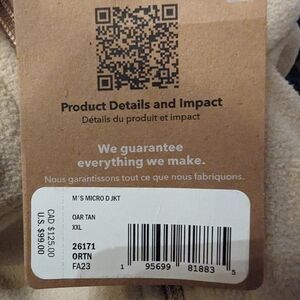 Product Details and Impact
Détails du produit et impact
We guarantee
everything we make.
Nous garantissons tout ce que nous fabriquons.
M'S MICRO D JKT
OAR TAN
XXL
26171
ORTN
FA23
CAD $125.00
U.S. $99.00
1 95699 81883 5